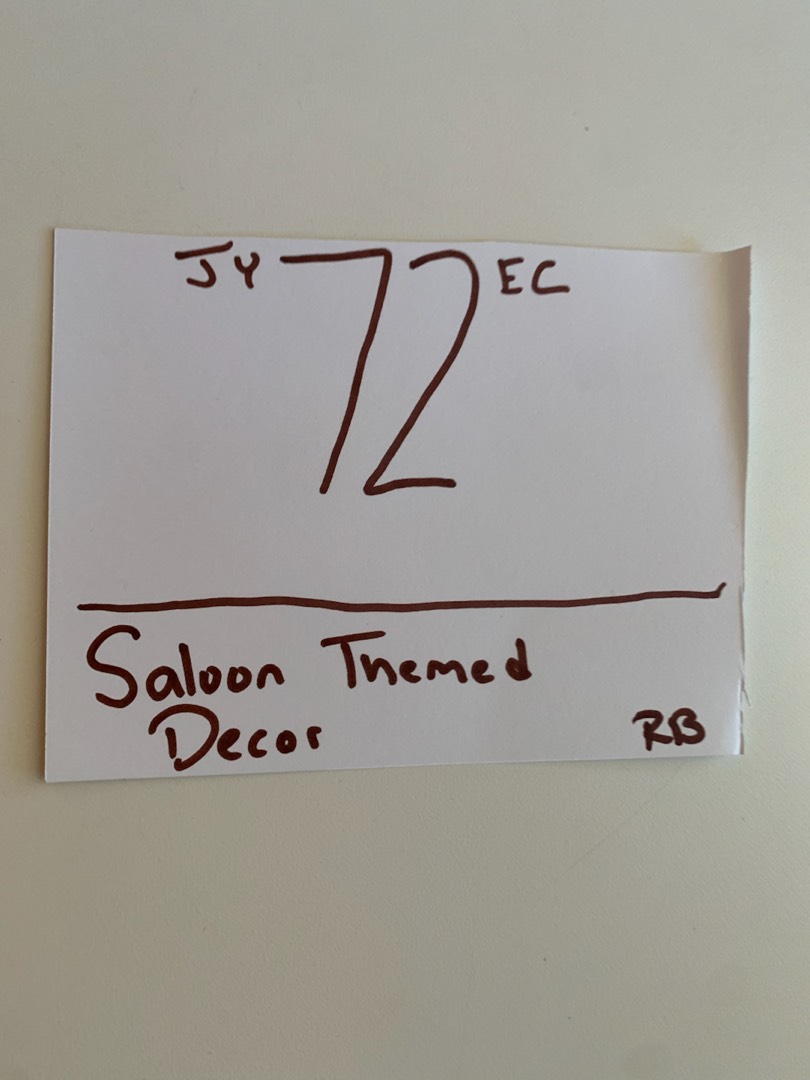 JY 72 EC
Saloon Themed
Decor
RB